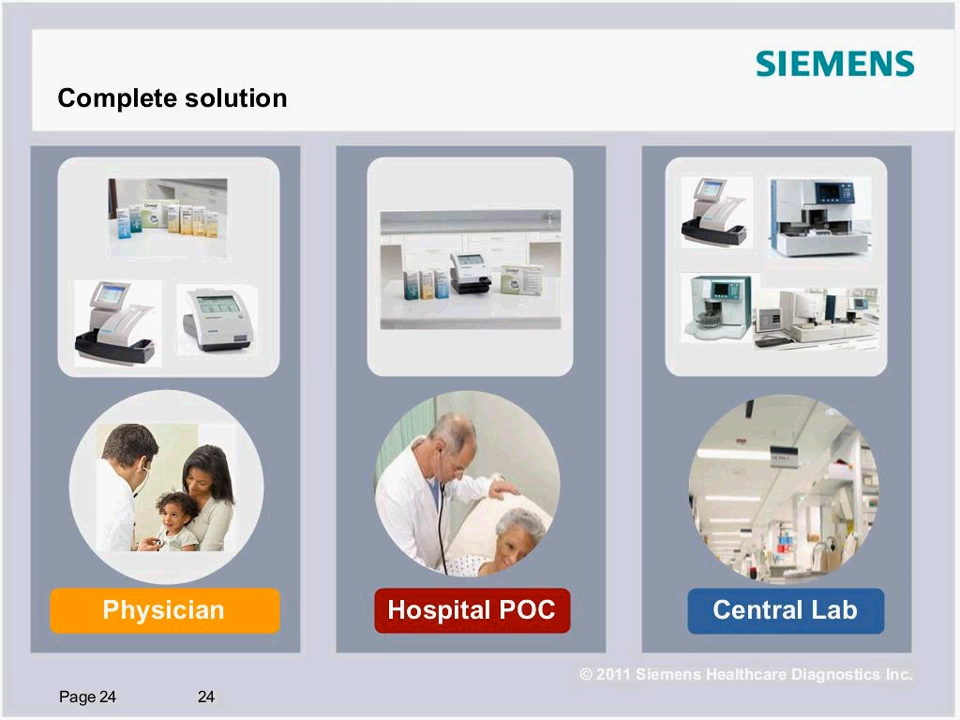 SIEMENS
Complete solution
Physician
Hospital POC
Central Lab
© 2011 Siemens Healthcare Diagnostics Inc.
Page 24
24